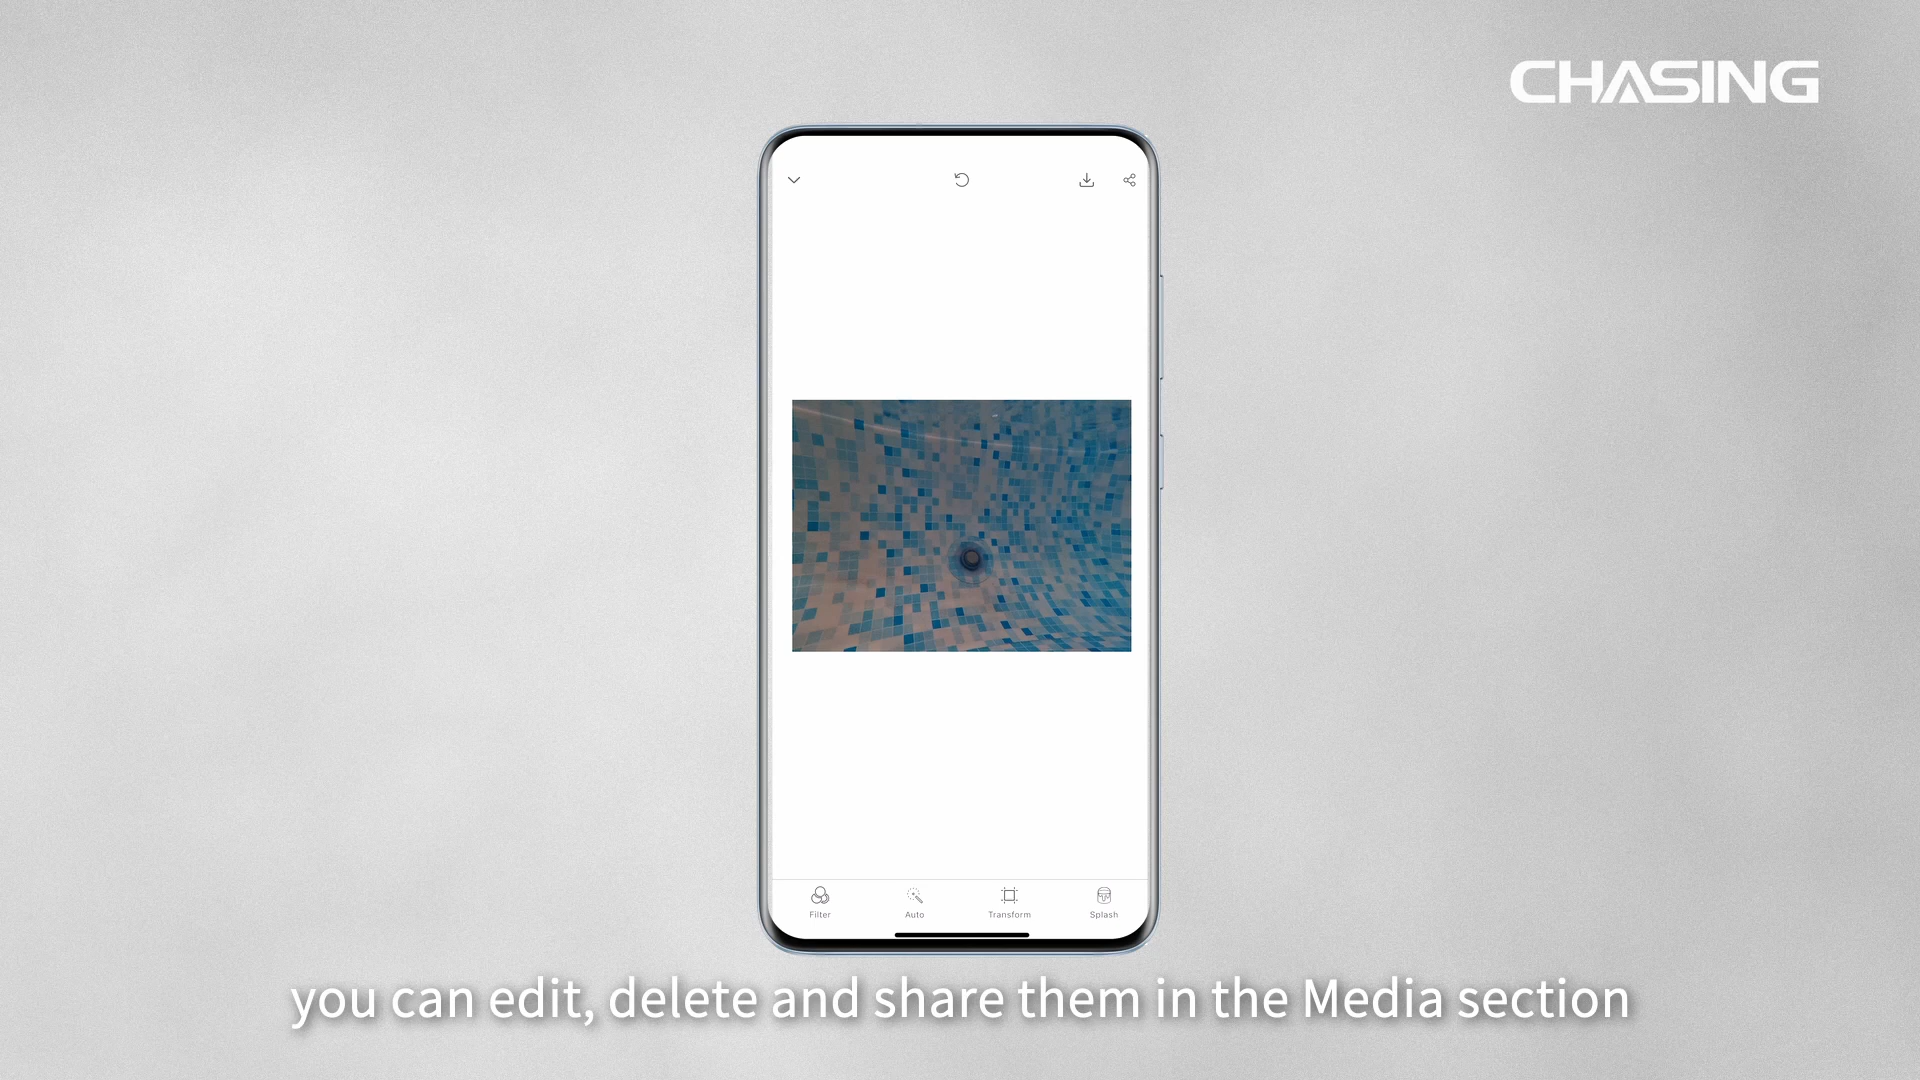 CHASING
Filter
Auto
Transform
Splash
you can edit, delete and share them in the Media section